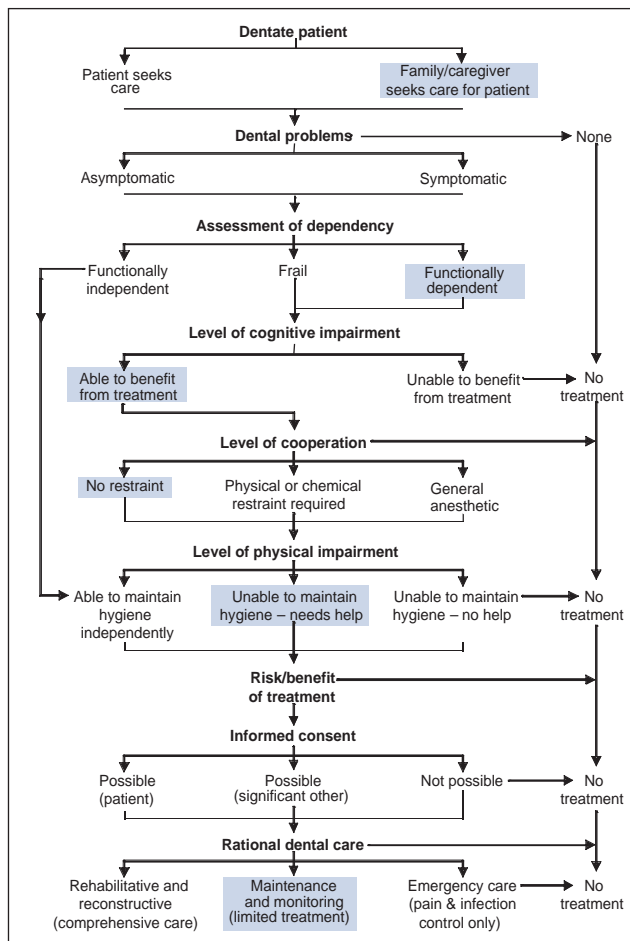 Dentate patient
Patient seeks
care
Family/caregiver
seeks care for patient
Dental problems
None
Asymptomatic
Symptomatic
Assessment of dependency
Functionally
independent
Frail
Functionally
dependent
Level of cognitive impairment
Able to benefit
from treatment
Unable to benefit
from treatment
No
treatment
Level of cooperation
No restraint
Physical or chemical
restraint required
General
anesthetic
Level of physical impairment
Able to maintain
hygiene
independently
Unable to maintain
hygiene – needs help
Unable to maintain
hygiene – no help
No
treatment
Risk/benefit
of treatment
Informed consent
Possible
(patient)
Possible
(significant other)
Not possible
No
treatment
Rational dental care
Rehabilitative and
reconstructive
(comprehensive care)
Maintenance
and monitoring
(limited treatment)
Emergency care
(pain & infection
control only)
No
treatment